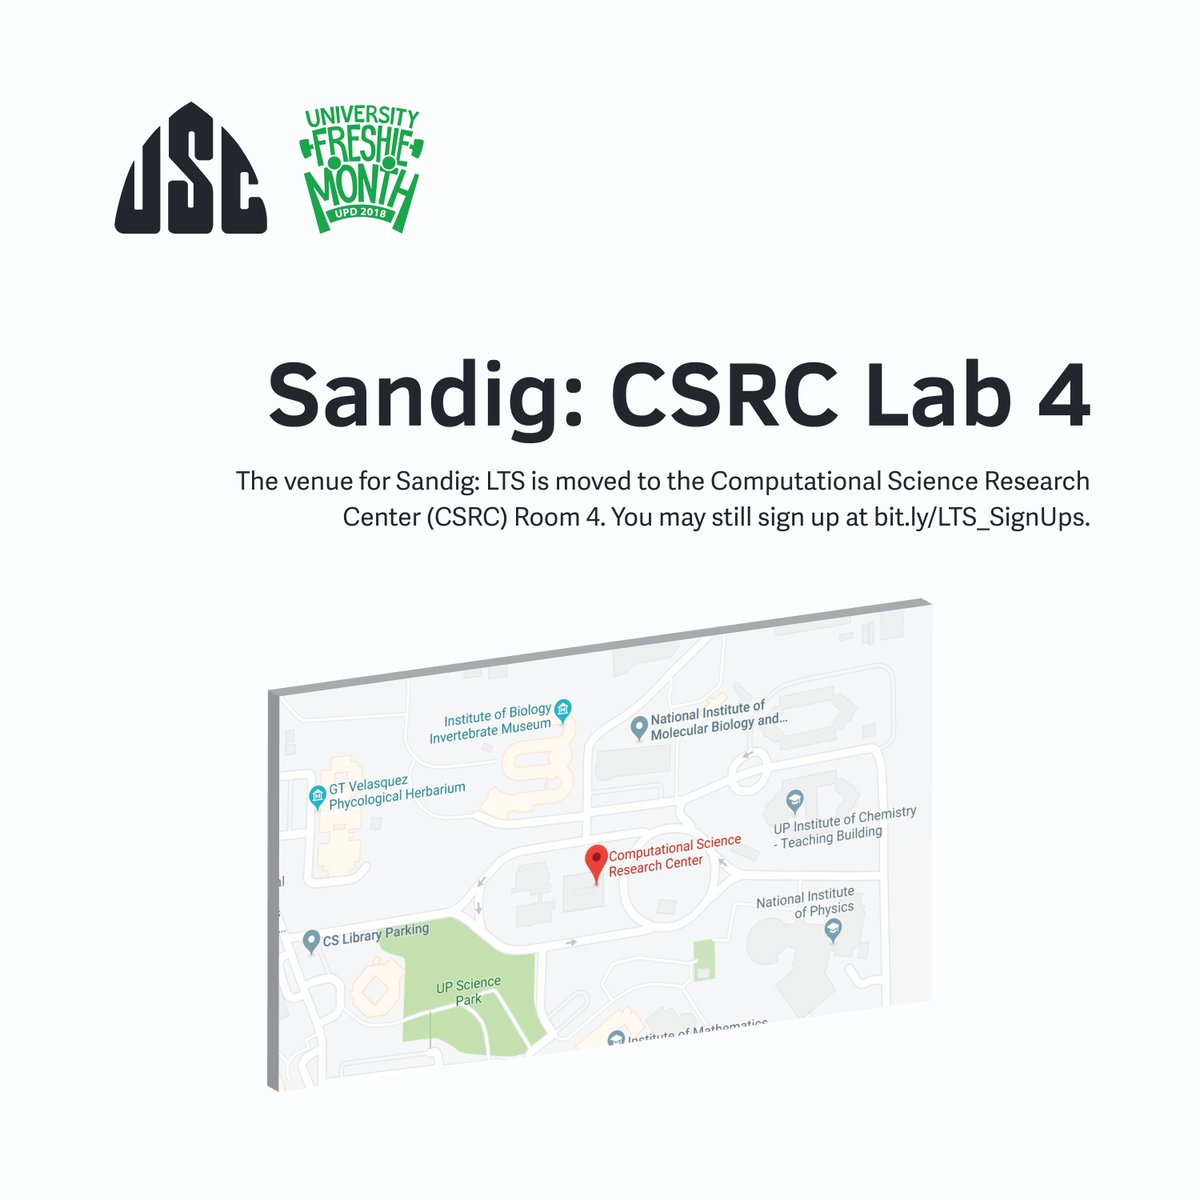 USC
UNIVERSITY
FRESHIE
MONTH
UPD 2018
Sandig: CSRC Lab 4
The venue for Sandig: LTS is moved to the Computational Science Research
Center (CSRC) Room 4. You may still sign up at bit.ly/LTS_SignUps.
Institute of Biology
Invertebrate Museum
National Institute of
Molecular Biology and...
GT Velasquez
Phycological Herbarium
UP Institute of Chemistry
- Teaching Building
Computational Science
Research Center
National Institute
of Physics
CS Library Parking
UP Science
Park
Institute of Mathematics